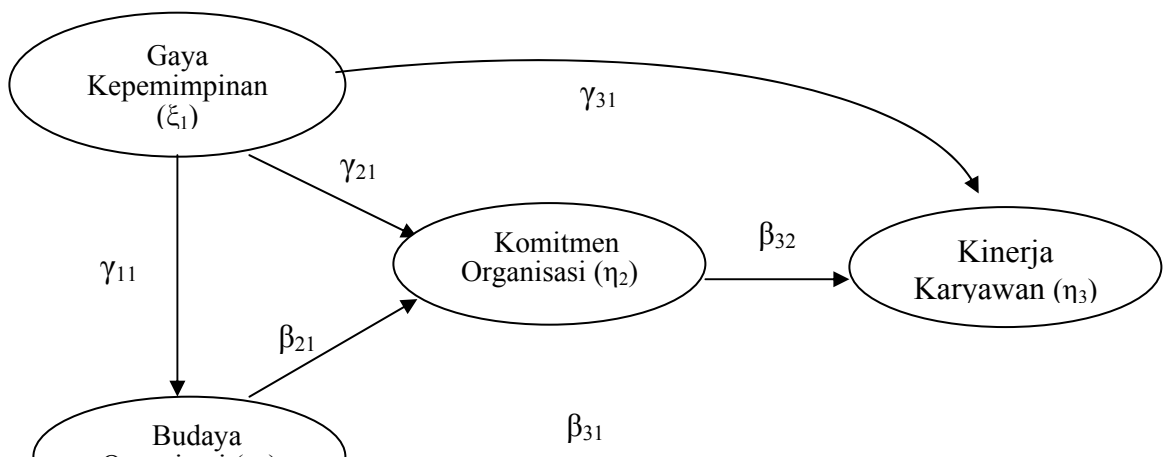 Gaya
Kepemimpinan
(ξ₁)
γ₃₁
γ₂₁
Komitmen
Organisasi (η₂)
β₃₂
Kinerja
Karyawan (η₃)
γ₁₁
β₂₁
β₃₁
Budaya